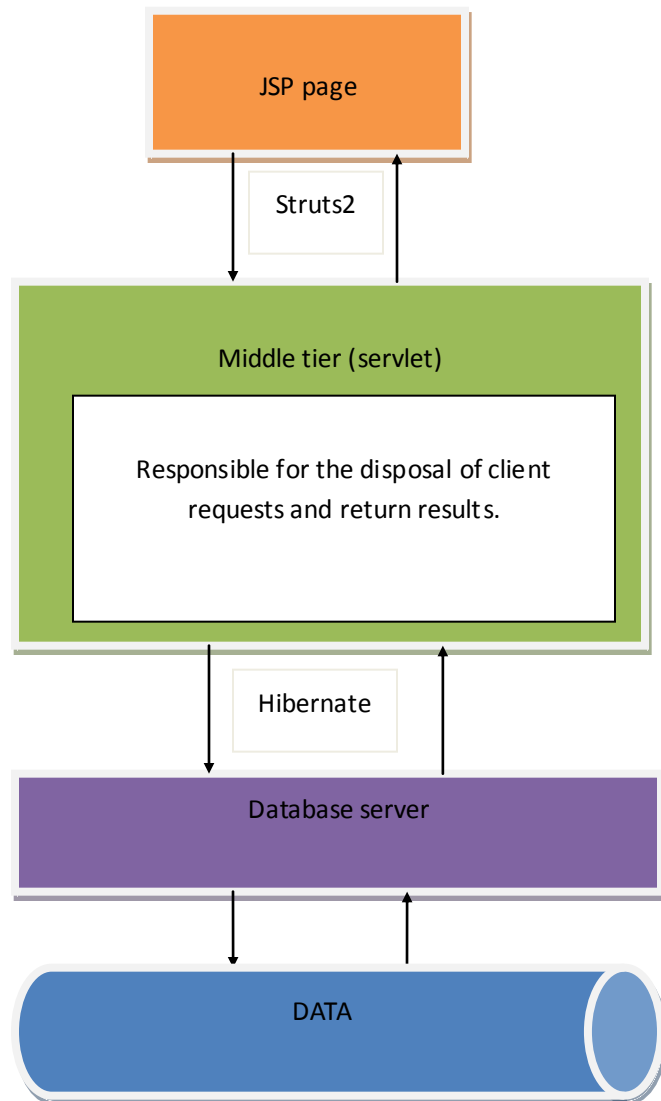 JSP page
Struts2
Middle tier (servlet)
Responsible for the disposal of client
requests and return results.
Hibernate
Database server
DATA